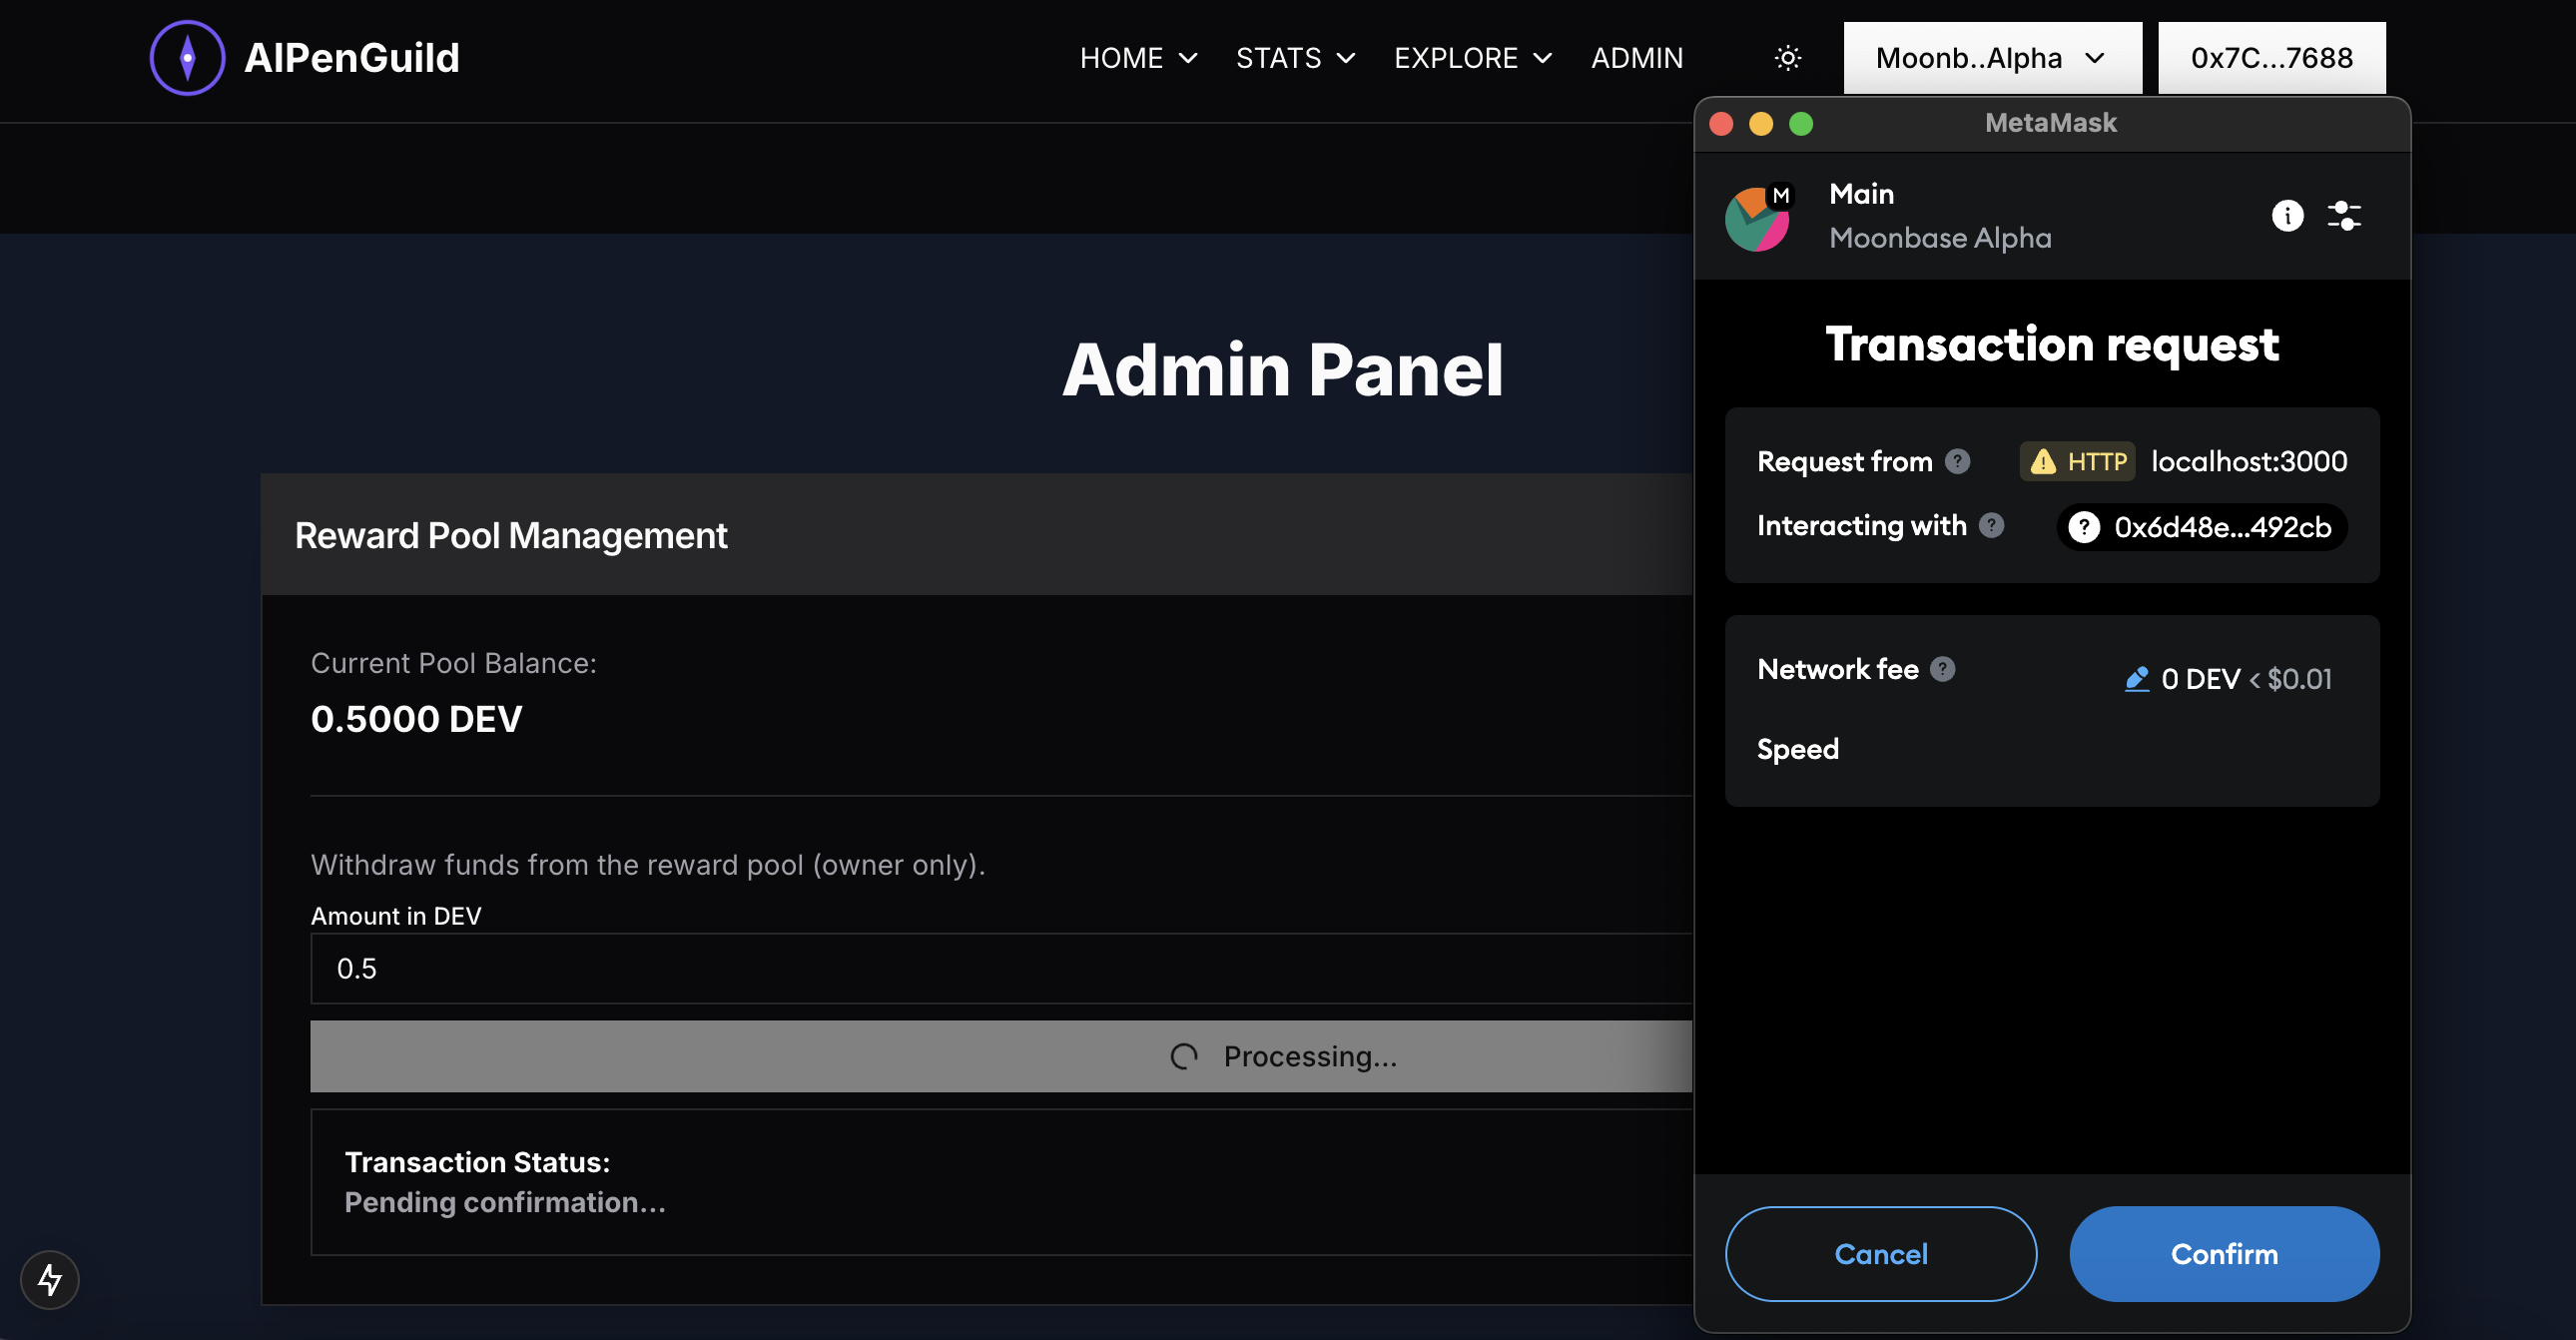 AIPenGuild
HOME STATS EXPLORE ADMIN Moonb..Alpha 0x7C...7688
Admin Panel
Reward Pool Management
Current Pool Balance:
0.5000 DEV
Withdraw funds from the reward pool (owner only).
Amount in DEV
0.5
Processing...
Transaction Status:
Pending confirmation...
MetaMask
M
Main
Moonbase Alpha
Transaction request
Request from HTTP localhost:3000
Interacting with 0x6d48e...492cb
Network fee 0 DEV < $0.01
Speed
Cancel Confirm